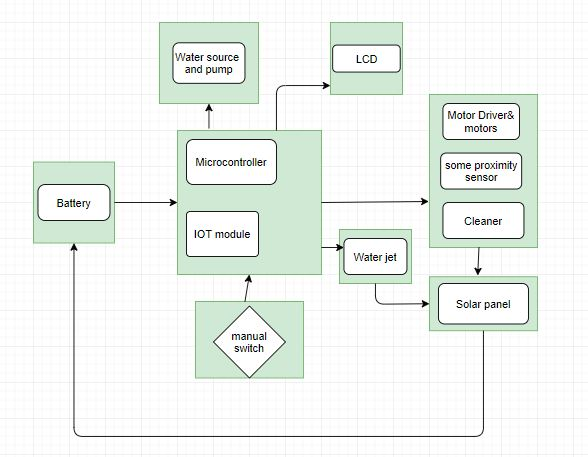 Water source
and pump
LCD
Motor Driver&
motors
Microcontroller
some proximity
sensor
Battery
IOT module
Cleaner
Water jet
Solar panel
manual
switch